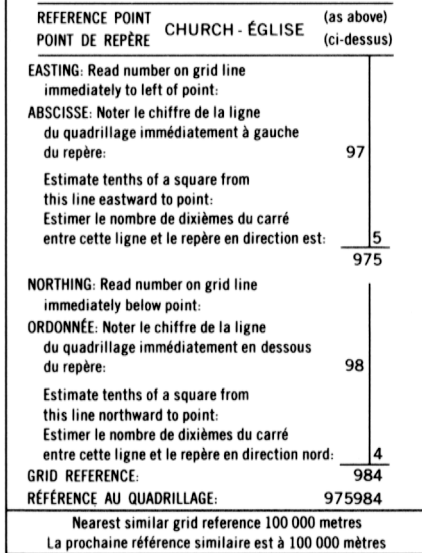 REFERENCE POINT CHURCH - ÉGLISE (as above)
POINT DE REPÈRE (ci-dessus)
EASTING: Read number on grid line
immediately to left of point:
ABSCISSE: Noter le chiffre de la ligne
du quadrillage immédiatement à gauche
du repère: 97
Estimate tenths of a square from
this line eastward to point:
Estimer le nombre de dixièmes du carré
entre cette ligne et le repère en direction est: 5
975
NORTHING: Read number on grid line
immediately below point:
ORDONNÉE: Noter le chiffre de la ligne
du quadrillage immédiatement en dessous
du repère: 98
Estimate tenths of a square from
this line northward to point:
Estimer le nombre de dixièmes du carré
entre cette ligne et le repère en direction nord: 4
GRID REFERENCE: 984
RÉFÉRENCE AU QUADRILLAGE: 975984
Nearest similar grid reference 100 000 metres
La prochaine référence similaire est à 100 000 mètres